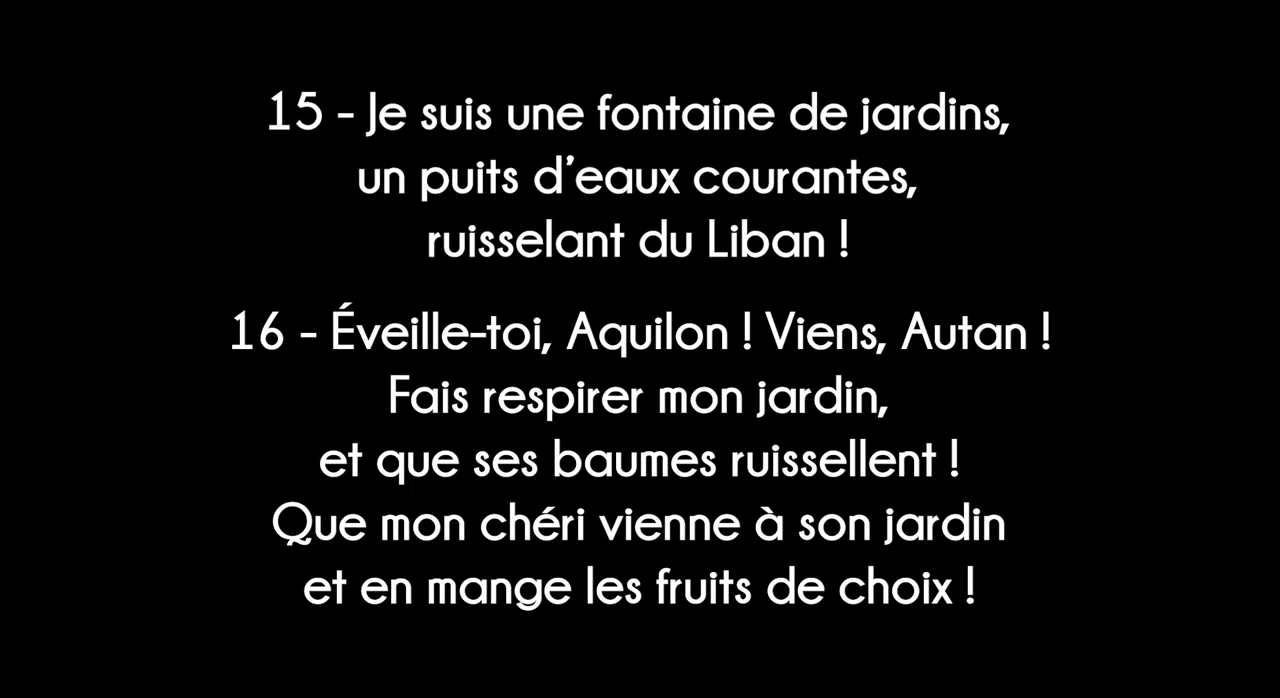 15 - Je suis une fontaine de jardins,
un puits d’eaux courantes,
ruisselant du Liban !
16 - Éveille-toi, Aquilon ! Viens, Autan !
Fais respirer mon jardin,
et que ses baumes ruissellent !
Que mon chéri vienne à son jardin
et en mange les fruits de choix !